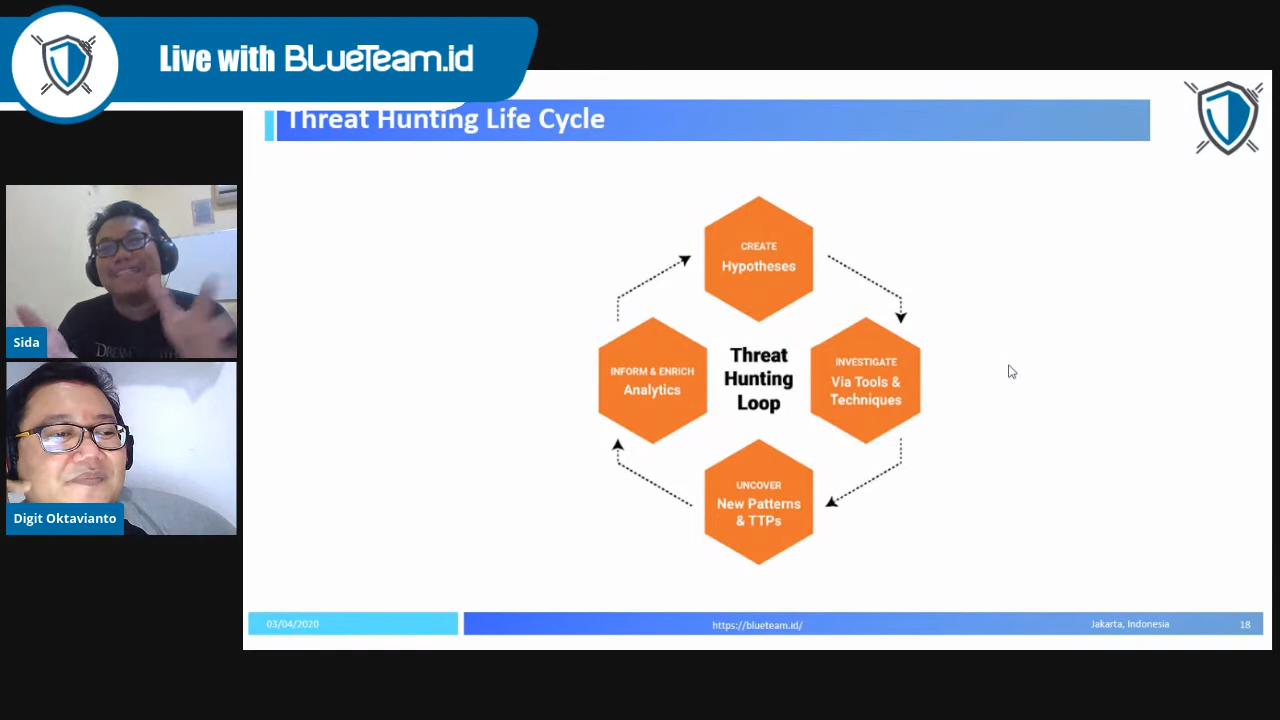 Live with BLUETEAM.id
Threat Hunting Life Cycle
CREATE
Hypotheses
INVESTIGATE
Via Tools &
Techniques
UNCOVER
New Patterns
& TTPs
INFORM & ENRICH
Analytics
Threat
Hunting
Loop
Sida
Digit Oktavianto
03/04/2020
https://blueteam.id/
Jakarta, Indonesia
18